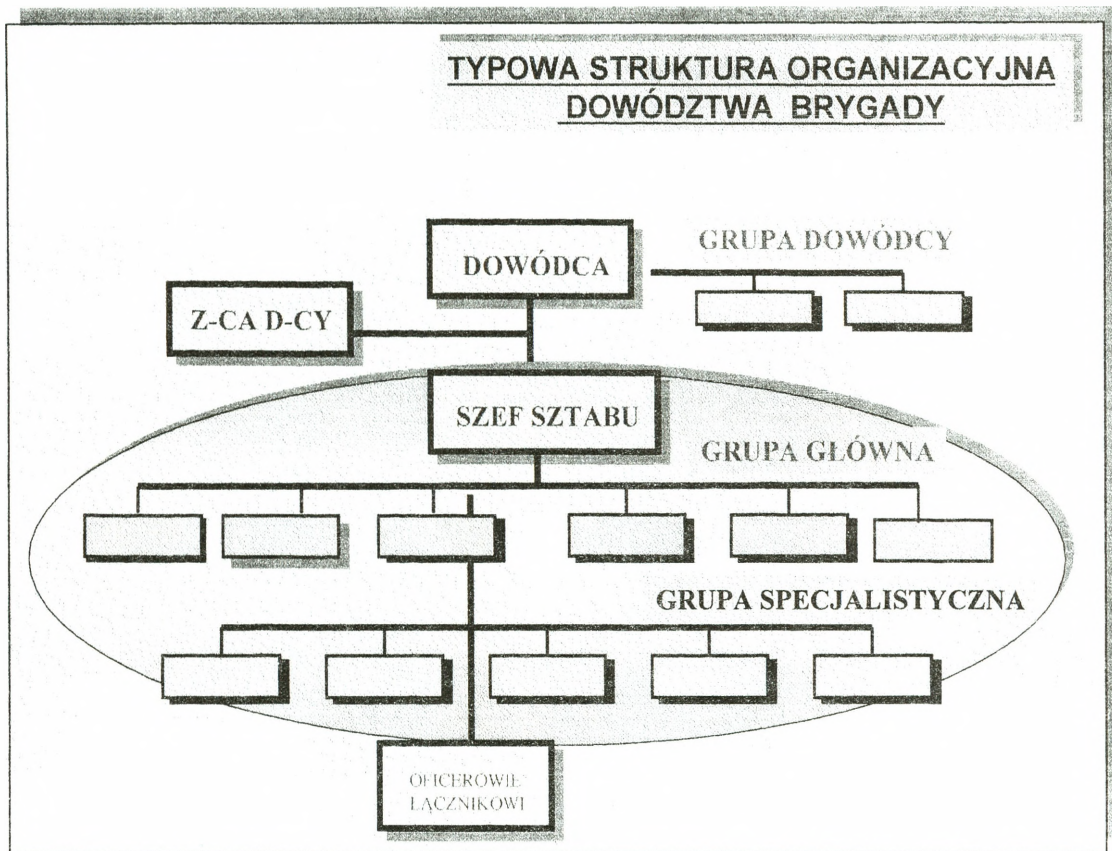 TYPOWA STRUKTURA ORGANIZACYJNA
DOWÓDZTWA BRYGADY
DOWÓDCA
GRUPA DOWÓDCY
Z-CA D-CY
SZEF SZTABU
GRUPA GŁÓWNA
GRUPA SPECJALISTYCZNA
OFICEROWIE
ŁĄCZNIKOWI